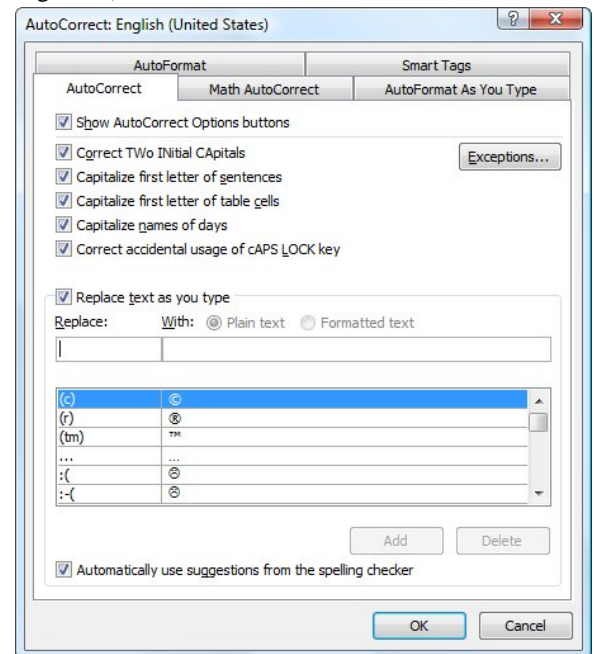 AutoCorrect: English (United States)
AutoFormat Smart Tags
AutoCorrect Math AutoCorrect AutoFormat As You Type
Show AutoCorrect Options buttons
Correct TWo INitial CApitals Exceptions...
Capitalize first letter of sentences
Capitalize first letter of table cells
Capitalize names of days
Correct accidental usage of cAPS LOCK key
Replace text as you type
Replace: With: Plain text Formatted text
(c) ©
(r) ®
(tm) ™
... ...
:( ☹
:-( ☹
Add Delete
Automatically use suggestions from the spelling checker
OK Cancel